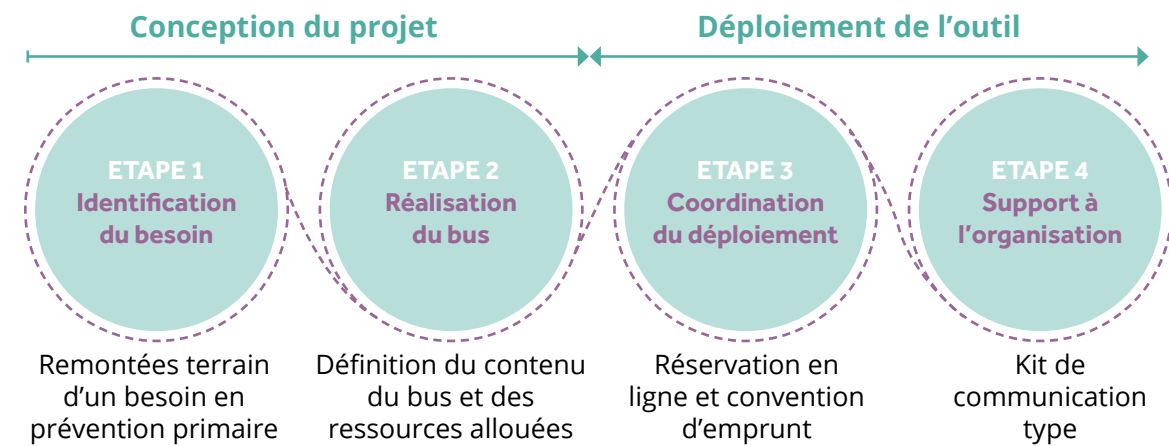 Conception du projet
Déploiement de l’outil
ETAPE 1
Identification
du besoin
ETAPE 2
Réalisation
du bus
ETAPE 3
Coordination
du déploiement
ETAPE 4
Support à
l’organisation
Remontées terrain
d’un besoin en
prévention primaire
Définition du contenu
du bus et des
ressources allouées
Réservation en
ligne et convention
d’emprunt
Kit de
communication
type